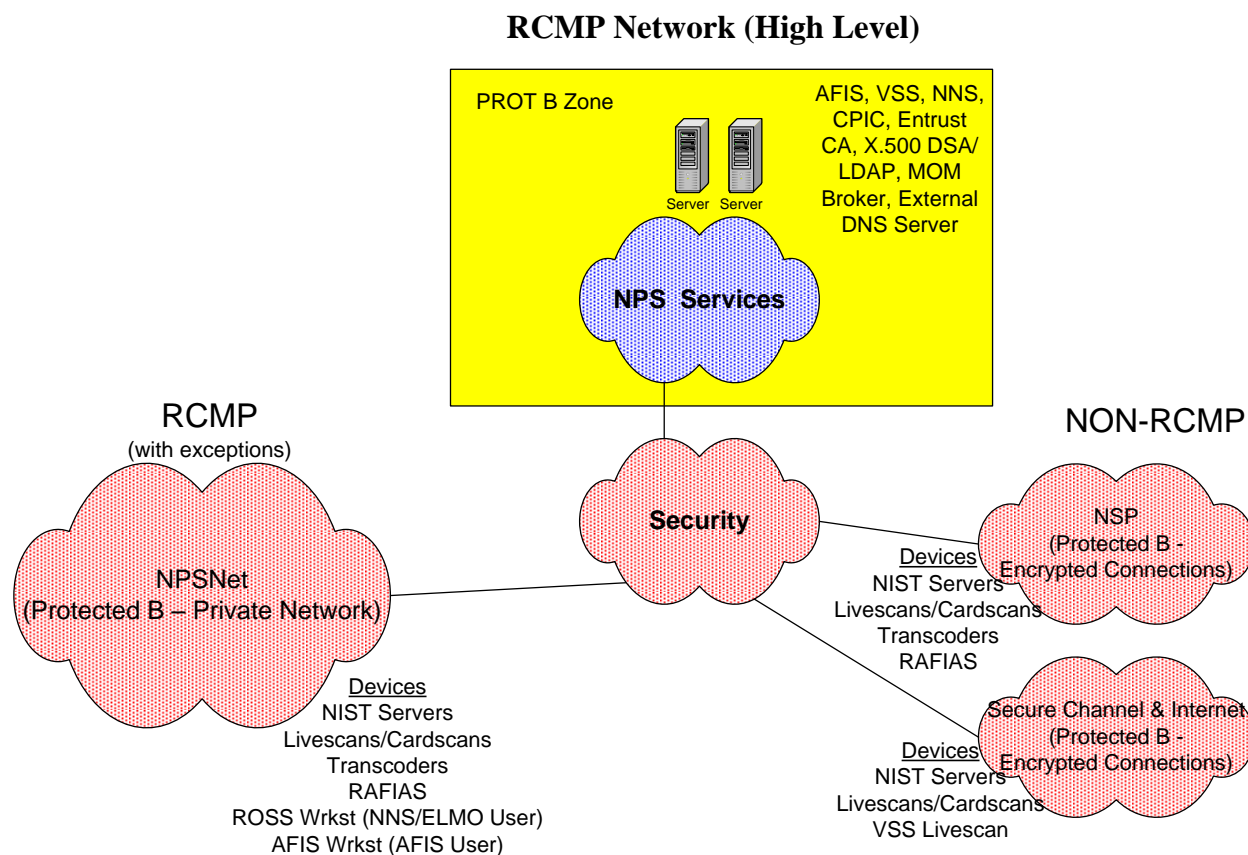 RCMP Network (High Level)
PROT B Zone
AFIS, VSS, NNS,
CPIC, Entrust
CA, X.500 DSA/
LDAP, MOM
Broker, External
DNS Server
Server
Server
NPS Services
RCMP
(with exceptions)
NON-RCMP
Security
NPSNet
(Protected B – Private Network)
NSP
(Protected B -
Encrypted Connections)
Devices
NIST Servers
Livescans/Cardscans
Transcoders
RAFIAS
Devices
NIST Servers
Livescans/Cardscans
Transcoders
RAFIAS
ROSS Wrkst (NNS/ELMO User)
AFIS Wrkst (AFIS User)
Secure Channel & Internet
(Protected B -
Encrypted Connections)
Devices
NIST Servers
Livescans/Cardscans
VSS Livescan